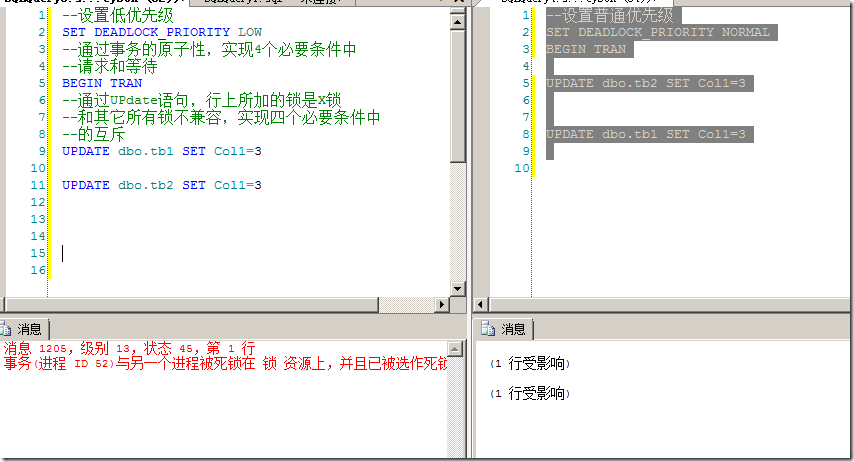 1 --设置低优先级
2 SET DEADLOCK_PRIORITY LOW
3 --通过事务的原子性，实现4个必要条件中
4 --请求和等待
5 BEGIN TRAN
6 --通过UPdate语句，行上所加的锁是X锁
7 --和其它所有锁不兼容，实现四个必要条件中
8 --的互斥
9 UPDATE dbo.tb1 SET Col1=3
10
11 UPDATE dbo.tb2 SET Col1=3
12
13
14
15
16
消息
消息 1205，级别 13，状态 45，第 1 行
事务(进程 ID 52)与另一个进程被死锁在 锁 资源上，并且已被选作死锁
1 --设置普通优先级
2 SET DEADLOCK_PRIORITY NORMAL
3 BEGIN TRAN
4
5 UPDATE dbo.tb2 SET Col1=3
6
7
8 UPDATE dbo.tb1 SET Col1=3
9
10
消息
(1 行受影响)
(1 行受影响)